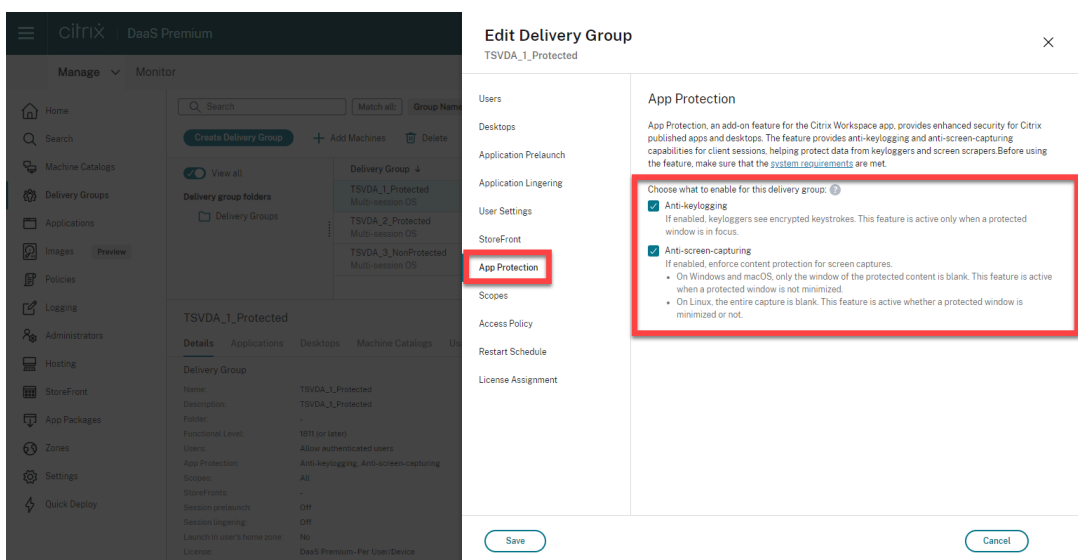 citrix | DaaS Premium
Manage Monitor
Home
Search
Machine Catalogs
Delivery Groups
Applications
Images Preview
Policies
Logging
Administrators
Hosting
StoreFront
App Packages
Zones
Settings
Quick Deploy
Search Match all: Group Name
Create Delivery Group Add Machines Delete
View all
Delivery group folders
Delivery Groups
Delivery Group ↓
TSVDA_1_Protected
Multi-session OS
TSVDA_2_Protected
Multi-session OS
TSVDA_3_NonProtected
Multi-session OS
TSVDA_1_Protected
Details Applications Desktops Machine Catalogs Us
Delivery Group
Name: TSVDA_1_Protected
Description: TSVDA_1_Protected
Folder: -
Functional Level: 1811 (or later)
Users: Allow authenticated users
App Protection: Anti-keylogging, Anti-screen-capturing
Scopes: All
StoreFronts: -
Session prelaunch: Off
Session lingering: Off
Launch in user's home zone: No
License: DaaS Premium - Per User/Device
Edit Delivery Group
TSVDA_1_Protected
Users
Desktops
Application Prelaunch
Application Lingering
User Settings
StoreFront
App Protection
Scopes
Access Policy
Restart Schedule
License Assignment
App Protection
App Protection, an add-on feature for the Citrix Workspace app, provides enhanced security for Citrix
published apps and desktops. The feature provides anti-keylogging and anti-screen-capturing
capabilities for client sessions, helping protect data from keyloggers and screen scrapers.Before using
the feature, make sure that the system requirements are met.
Choose what to enable for this delivery group: ?
Anti-keylogging
If enabled, keyloggers see encrypted keystrokes. This feature is active only when a protected
window is in focus.
Anti-screen-capturing
If enabled, enforce content protection for screen captures.
• On Windows and macOS, only the window of the protected content is blank. This feature is active
when a protected window is not minimized.
• On Linux, the entire capture is blank. This feature is active whether a protected window is
minimized or not.
Save
Cancel